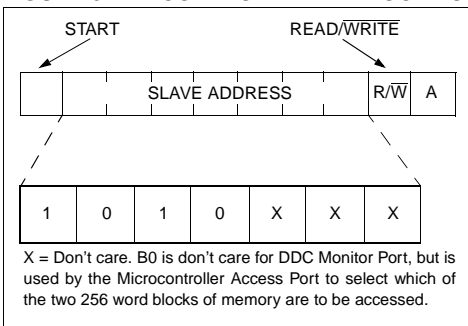 START READ/WRITE
SLAVE ADDRESS R/W A
1 0 1 0 X X X
X = Don't care. B0 is don't care for DDC Monitor Port, but is
used by the Microcontroller Access Port to select which of
the two 256 word blocks of memory are to be accessed.